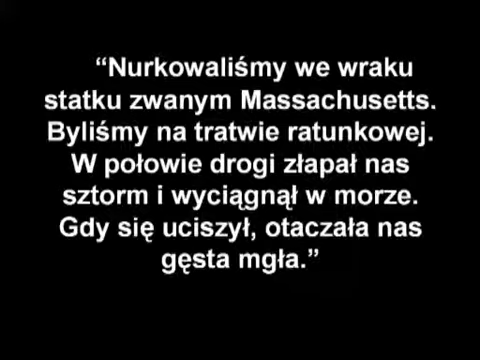 “Nurkowaliśmy we wraku
statku zwanym Massachusetts.
Byliśmy na tratwie ratunkowej.
W połowie drogi złapał nas
sztorm i wyciągnął w morze.
Gdy się uciszył, otaczała nas
gęsta mgła.”